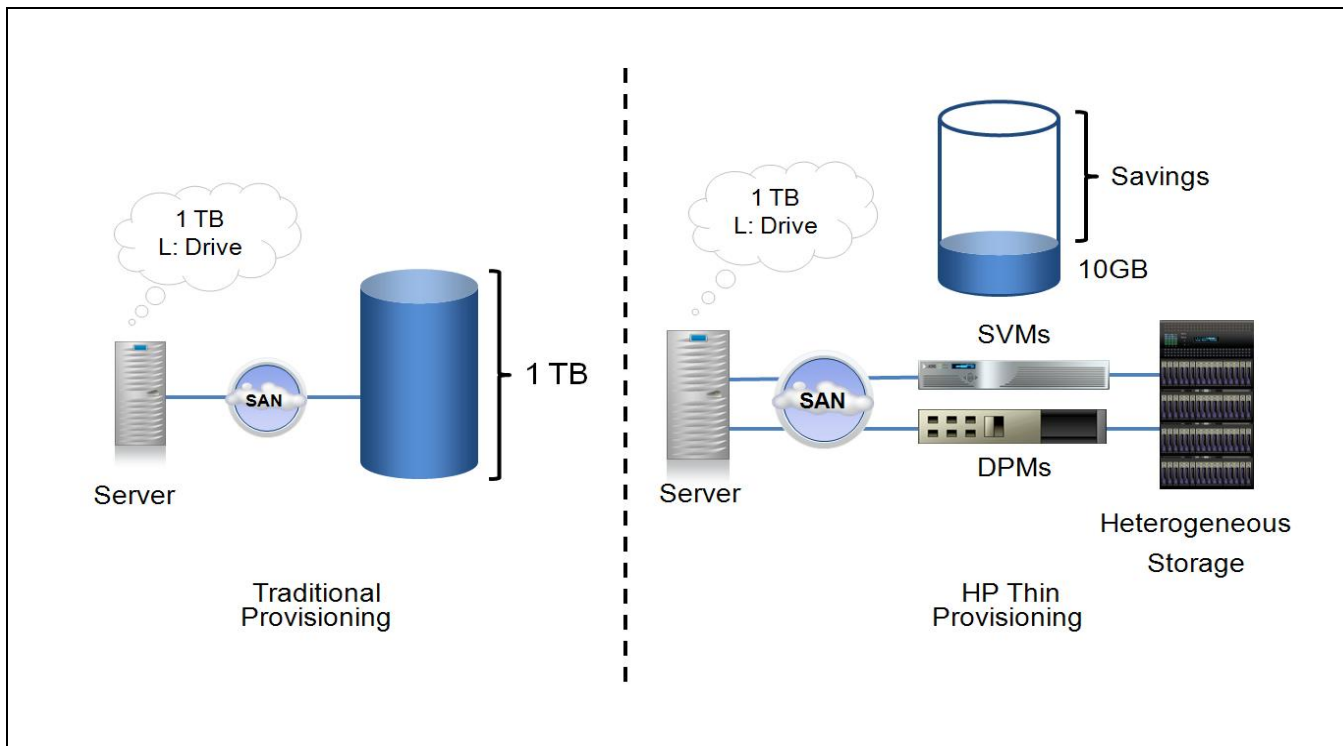 1 TB
L: Drive
SAN
1 TB
Server
Traditional
Provisioning
Savings
10GB
1 TB
L: Drive
SVMs
SAN
DPMs
Server
Heterogeneous
Storage
HP Thin
Provisioning